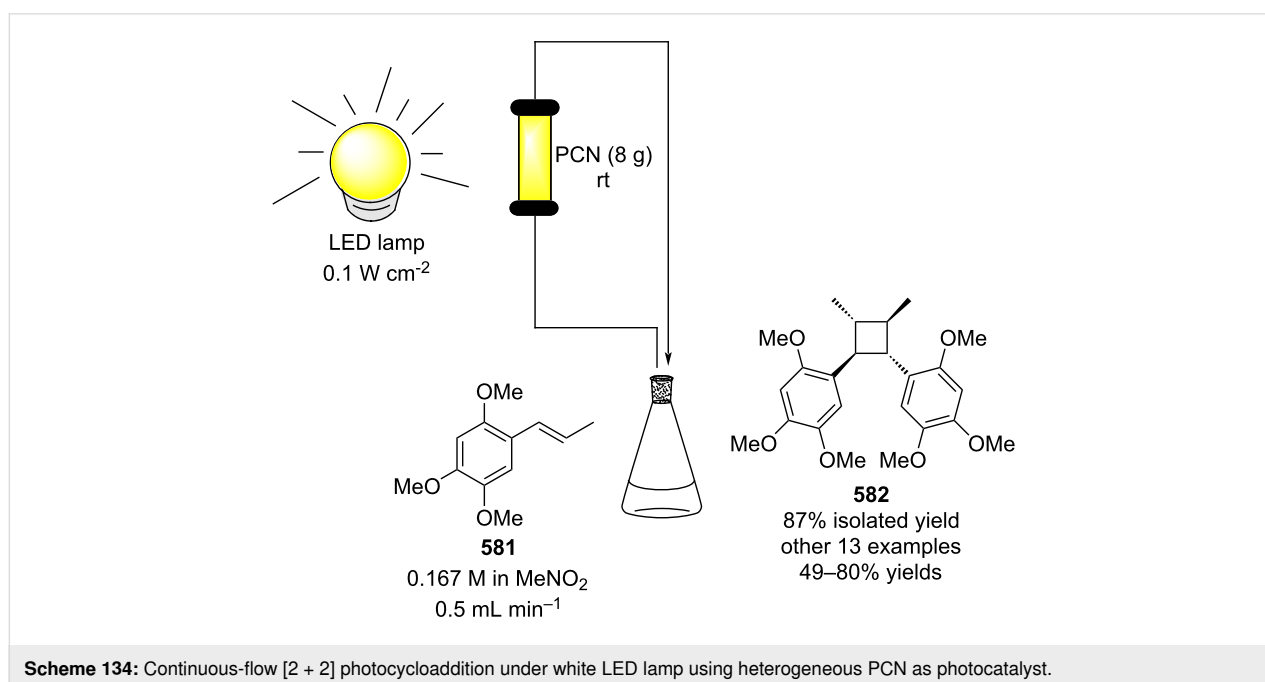 PCN (8 g)
rt
LED lamp
0.1 W cm-2
OMe
MeO
OMe
581
0.167 M in MeNO2
0.5 mL min–1
MeO
OMe
MeO
OMe
MeO
OMe
582
87% isolated yield
other 13 examples
49–80% yields
Scheme 134: Continuous-flow [2 + 2] photocycloaddition under white LED lamp using heterogeneous PCN as photocatalyst.